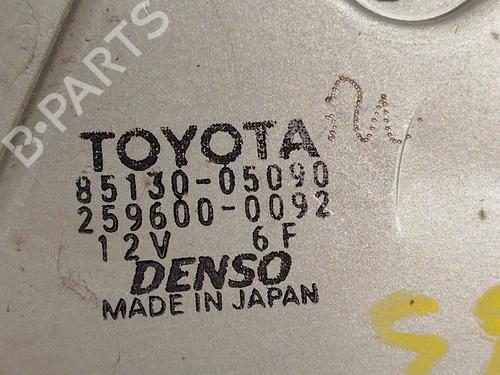 B-PARTS
TOYOTA
85130-05090
259600-0092
12V 6F
DENSO
MADE IN JAPAN